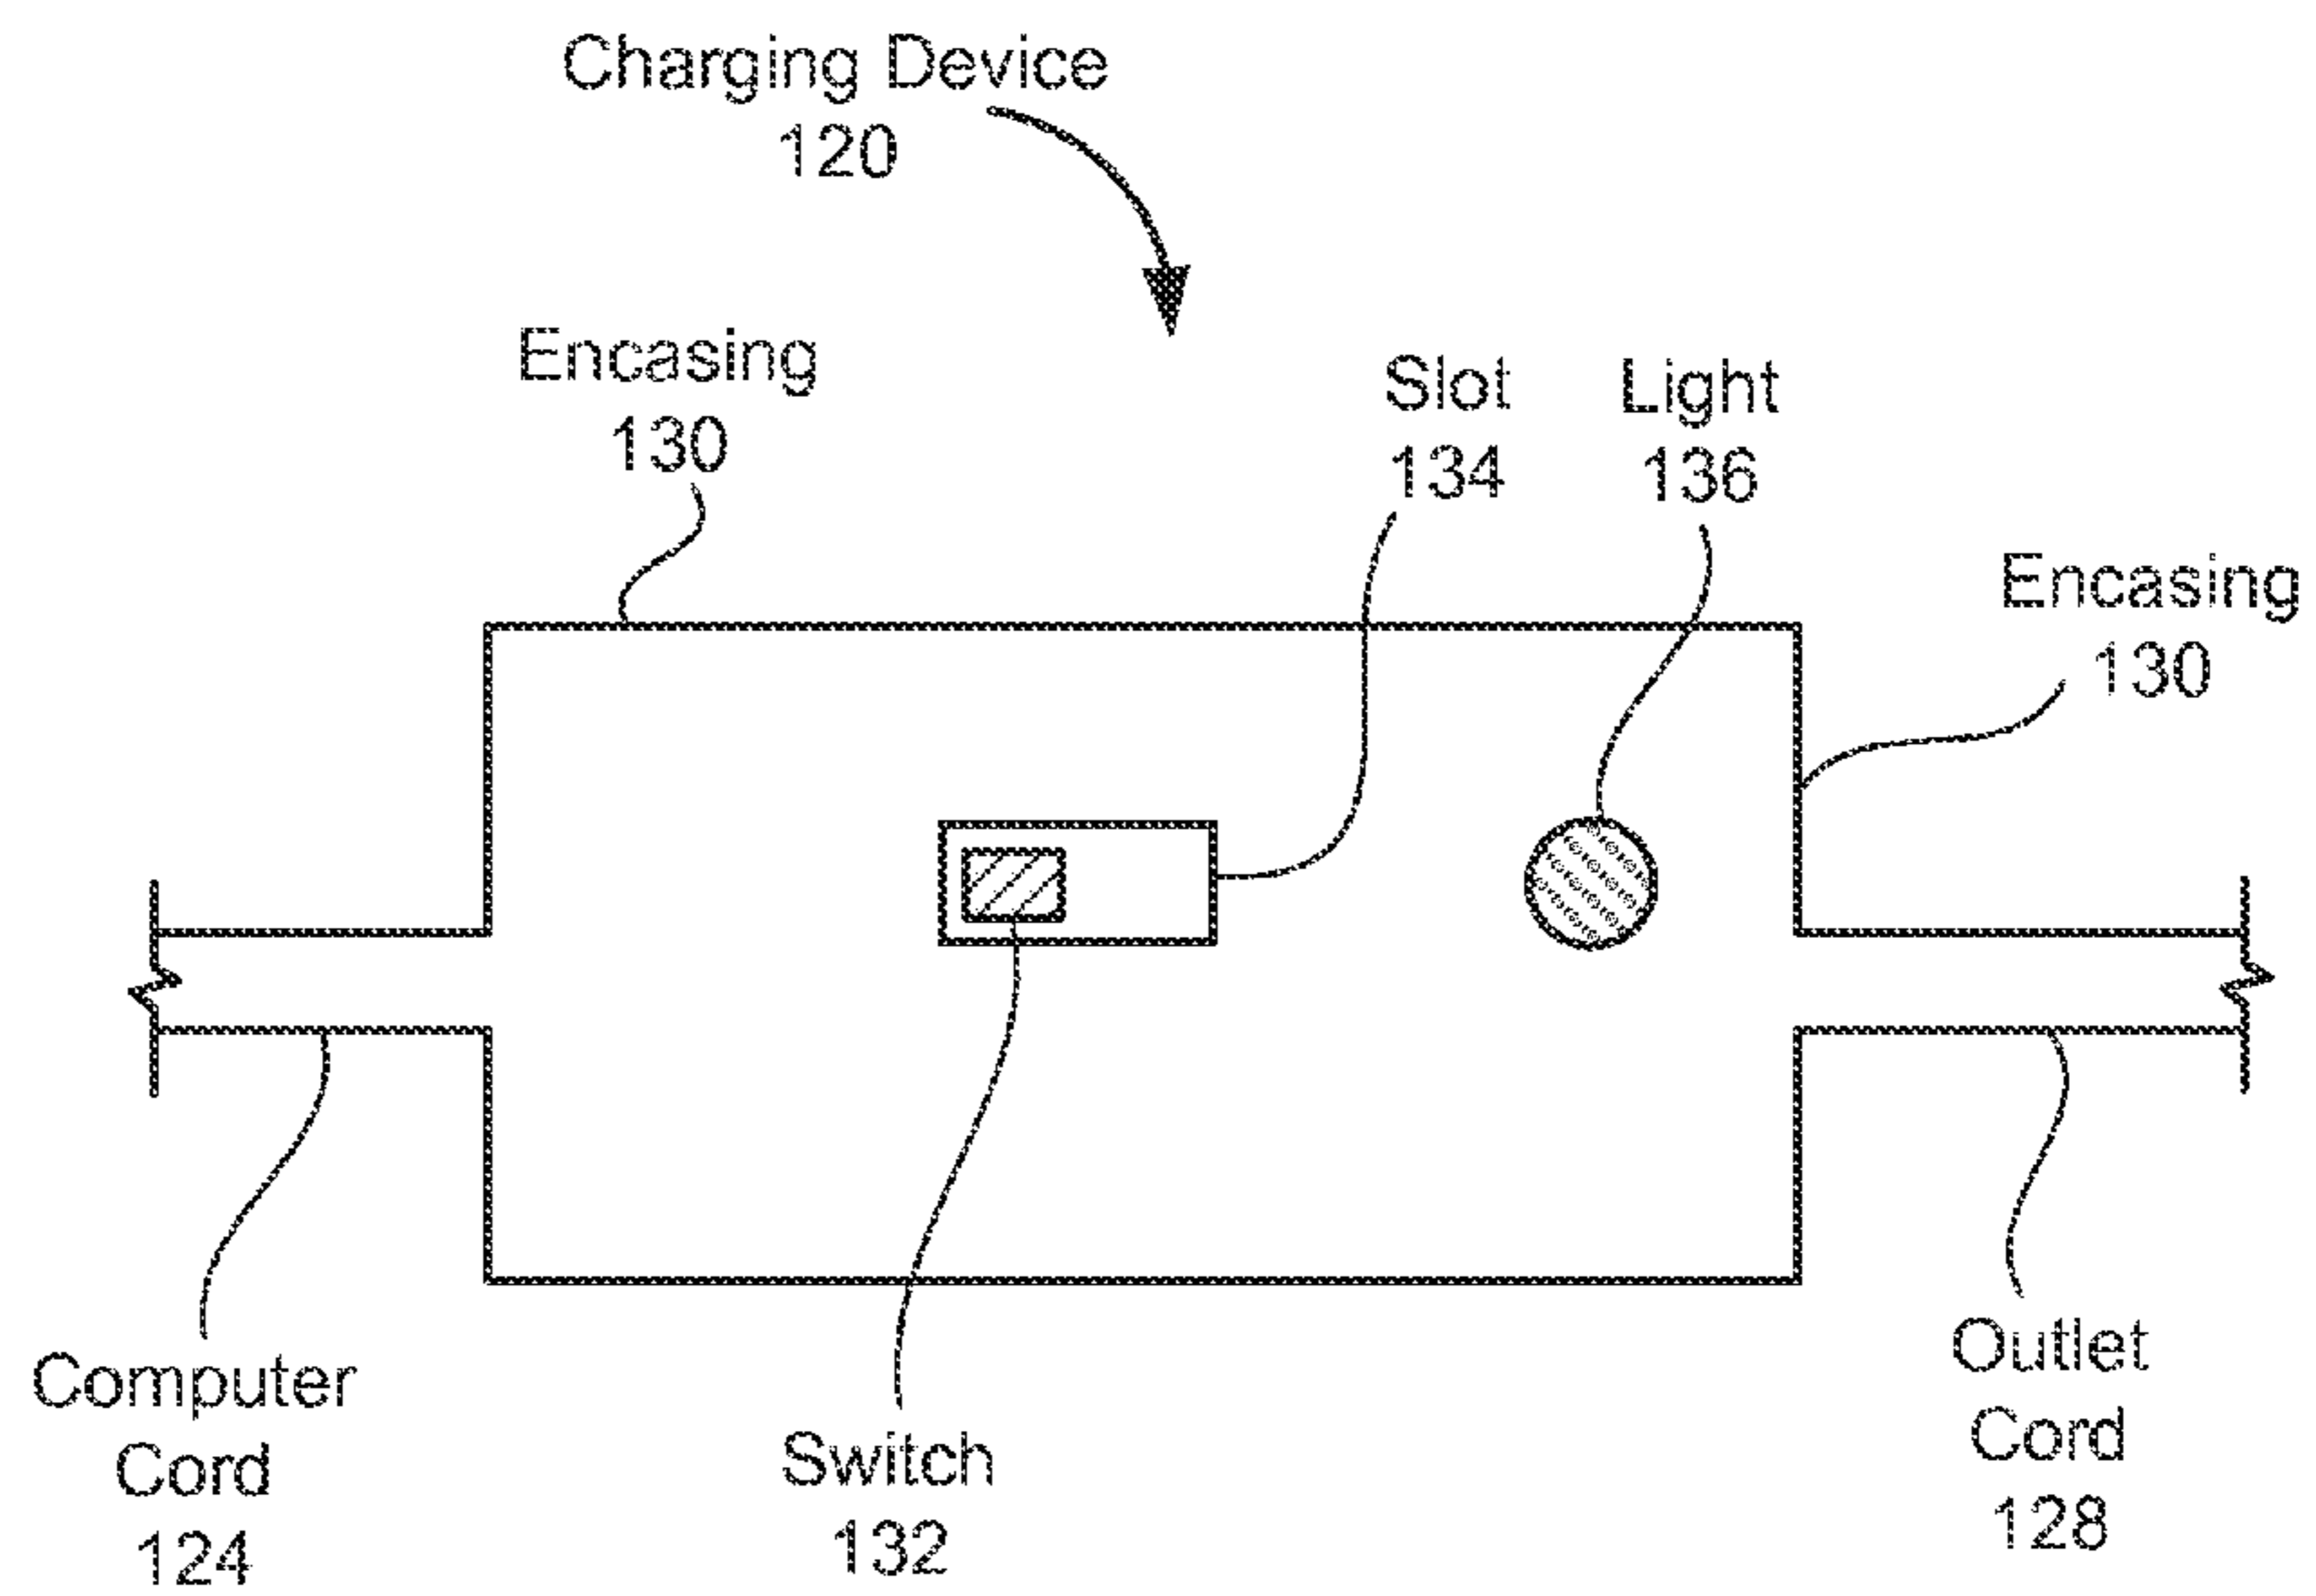 Charging Device
120
Encasing
130
Slot
134
Light
136
Encasing
130
Computer
Cord
124
Switch
132
Outlet
Cord
128